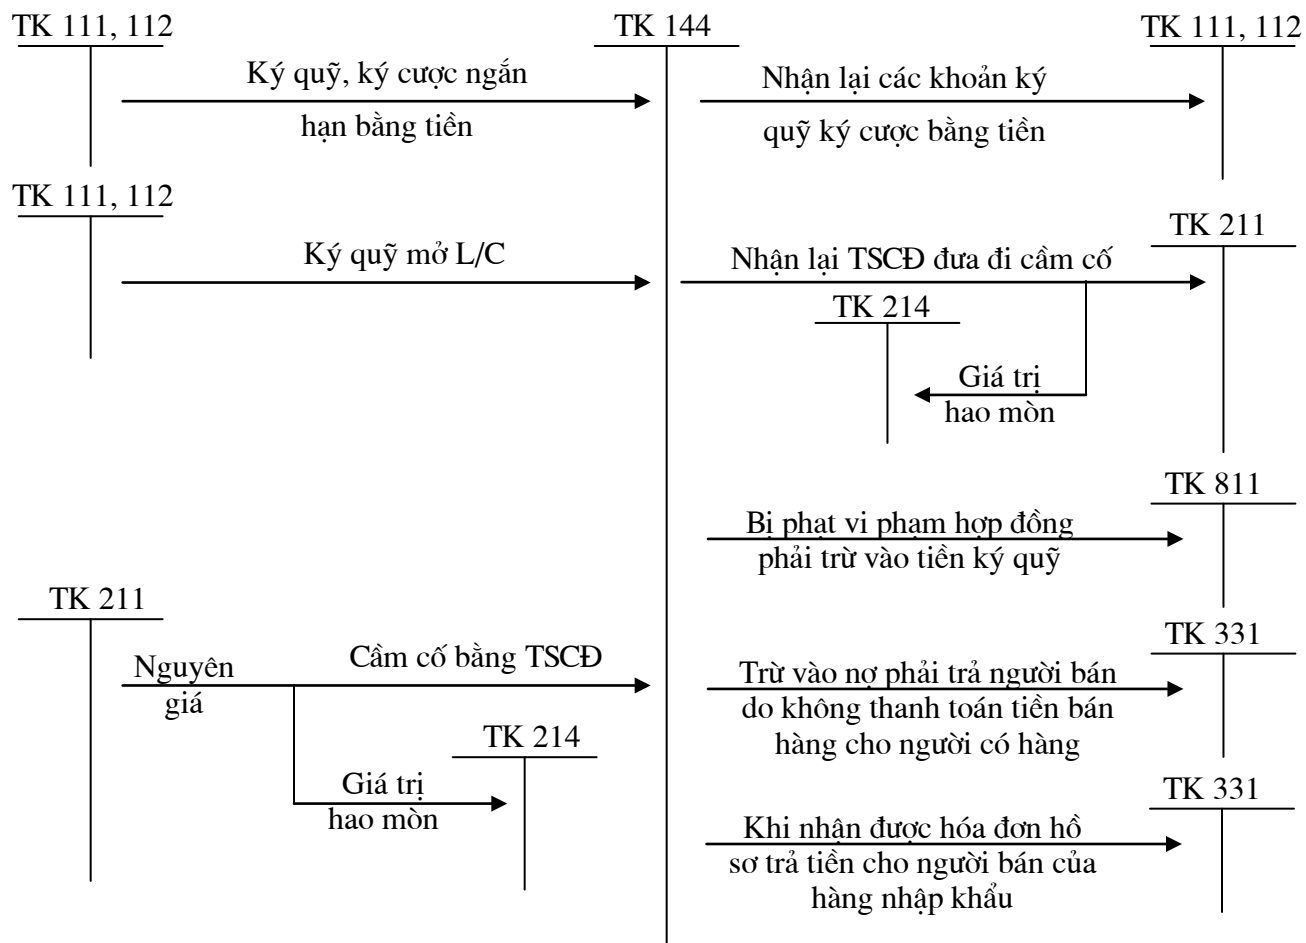 TK 111, 112
TK 144
TK 111, 112
Ký quỹ, ký cược ngắn
hạn bằng tiền
Nhận lại các khoản ký
quỹ ký cược bằng tiền
TK 111, 112
Ký quỹ mở L/C
TK 211
Nhận lại TSCĐ đưa đi cầm cố
TK 214
Giá trị
hao mòn
TK 811
Bị phạt vi phạm hợp đồng
phải trừ vào tiền ký quỹ
TK 211
Nguyên
giá
Cầm cố bằng TSCĐ
TK 214
Giá trị
hao mòn
TK 331
Trừ vào nợ phải trả người bán
do không thanh toán tiền bán
hàng cho người có hàng
TK 331
Khi nhận được hóa đơn hồ
sơ trả tiền cho người bán của
hàng nhập khẩu